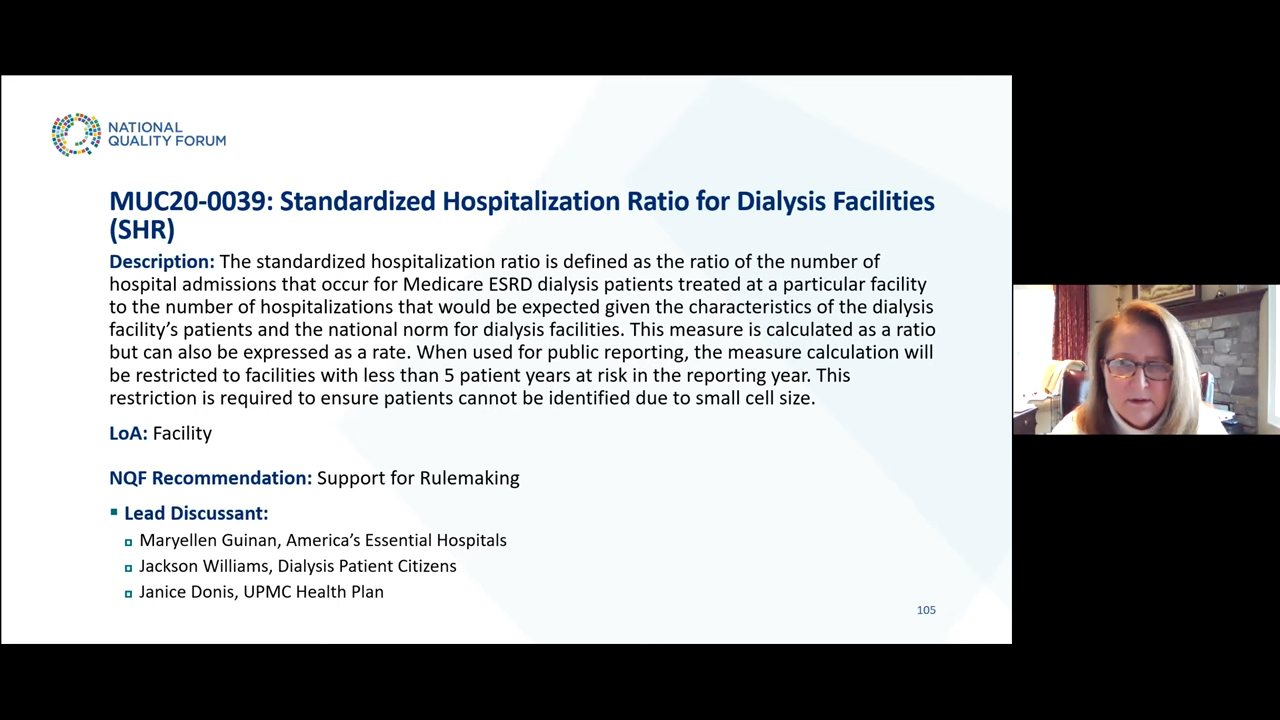 NATIONAL
QUALITY FORUM
MUC20-0039: Standardized Hospitalization Ratio for Dialysis Facilities
(SHR)
Description: The standardized hospitalization ratio is defined as the ratio of the number of
hospital admissions that occur for Medicare ESRD dialysis patients treated at a particular facility
to the number of hospitalizations that would be expected given the characteristics of the dialysis
facility’s patients and the national norm for dialysis facilities. This measure is calculated as a ratio
but can also be expressed as a rate. When used for public reporting, the measure calculation will
be restricted to facilities with less than 5 patient years at risk in the reporting year. This
restriction is required to ensure patients cannot be identified due to small cell size.
LoA: Facility
NQF Recommendation: Support for Rulemaking
Lead Discussant:
Maryellen Guinan, America’s Essential Hospitals
Jackson Williams, Dialysis Patient Citizens
Janice Donis, UPMC Health Plan
105